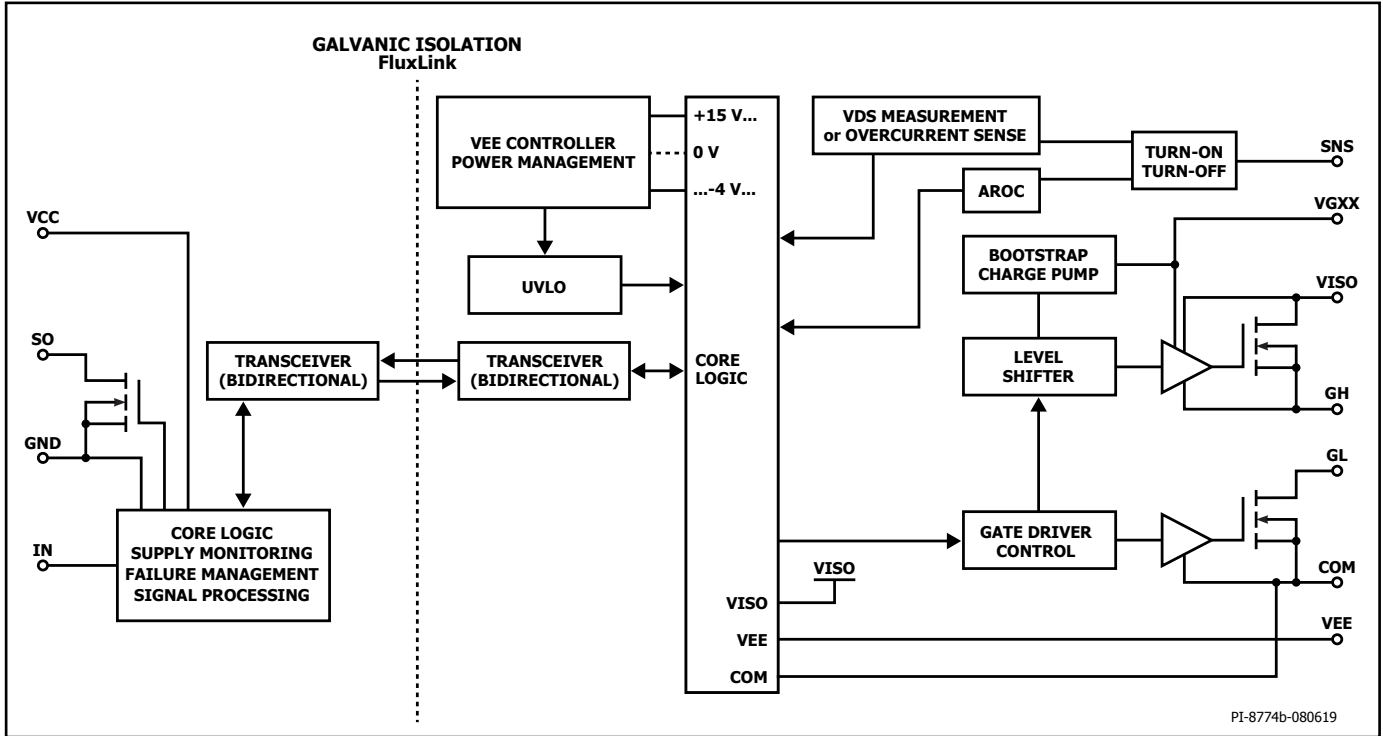 GALVANIC ISOLATION
FluxLink
VCC
SO
GND
IN
CORE LOGIC
SUPPLY MONITORING
FAILURE MANAGEMENT
SIGNAL PROCESSING
TRANSCEIVER
(BIDIRECTIONAL)
TRANSCEIVER
(BIDIRECTIONAL)
VEE CONTROLLER
POWER MANAGEMENT
UVLO
+15 V...
0 V
...-4 V...
CORE
LOGIC
VISO
VEE
COM
VISO
VDS MEASUREMENT
or OVERCURRENT SENSE
AROC
TURN-ON
TURN-OFF
BOOTSTRAP
CHARGE PUMP
LEVEL
SHIFTER
GATE DRIVER
CONTROL
SNS
VGXX
VISO
GH
GL
COM
VEE
PI-8774b-080619